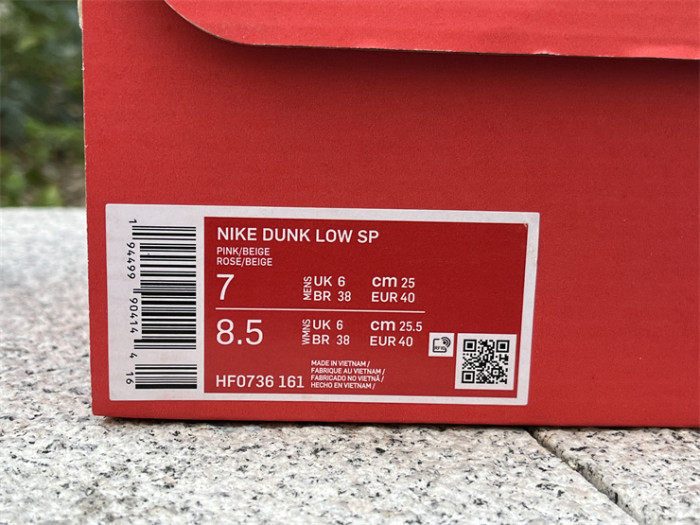 NIKE DUNK LOW SP
PINK/BEIGE
ROSE/BEIGE
7
MENS
UK 6
cm 25
BR 38
EUR 40
8.5
WMNS
UK 6
cm 25.5
BR 38
EUR 40
RFID
HF0736 161
MADE IN VIETNAM /
FABRIQUE AU VIETNAM /
FABRICADO NO VIETNÃ /
HECHO EN VIETNAM /
1 94499 90414 4 16